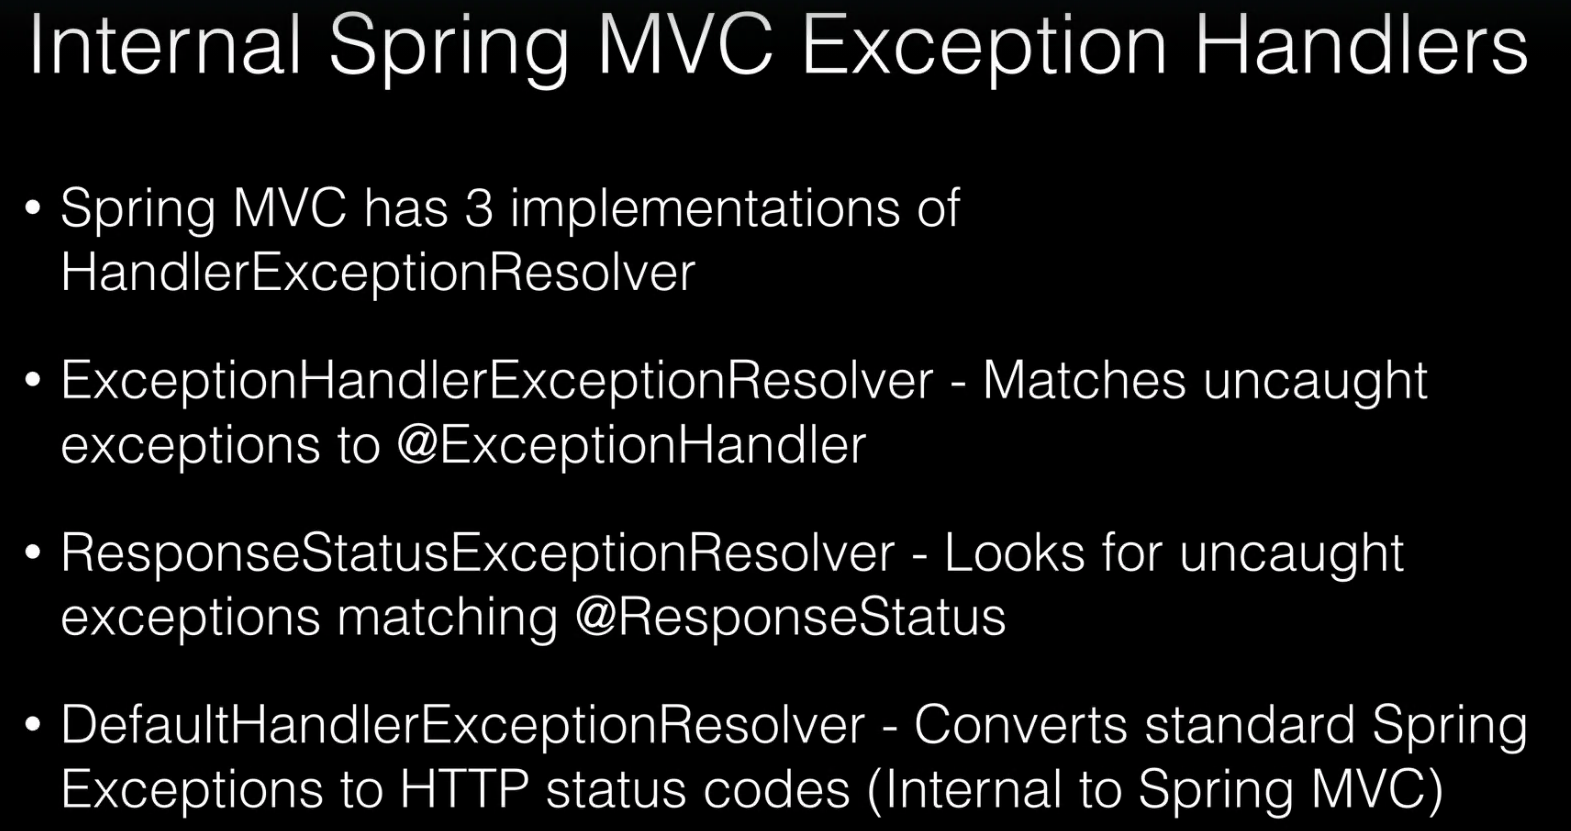 Internal Spring MVC Exception Handlers
• Spring MVC has 3 implementations of
HandlerExceptionResolver
• ExceptionHandlerExceptionResolver - Matches uncaught
exceptions to @ExceptionHandler
• ResponseStatusExceptionResolver - Looks for uncaught
exceptions matching @ResponseStatus
• DefaultHandlerExceptionResolver - Converts standard Spring
Exceptions to HTTP status codes (Internal to Spring MVC)